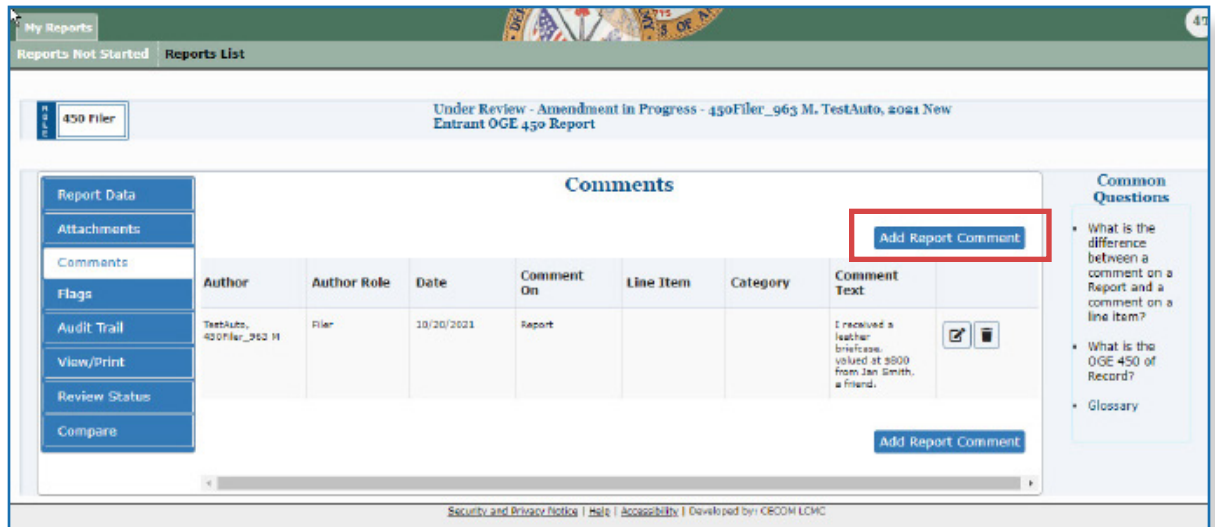 My Reports
47
Reports Not Started Reports List
450 Filer
Under Review - Amendment in Progress - 450Filer_963 M. TestAuto, 2021 New
Entrant OGE 450 Report
Report Data
Attachments
Comments
Flags
Audit Trail
View/Print
Review Status
Compare
Comments
Add Report Comment
Author
Author Role
Date
Comment
On
Line Item
Category
Comment
Text
TestAuto,
450Filer_963 M
Filer
10/20/2021
Report
I received a
leather
briefcase,
valued at $800
from Jan Smith,
a friend.
Add Report Comment
Common
Questions
• What is the
difference
between a
comment on a
Report and a
comment on a
line item?
• What is the
OGE 450 of
Record?
• Glossary
Security and Privacy Notice | Help | Accessibility | Developed by: CECOM LCMC